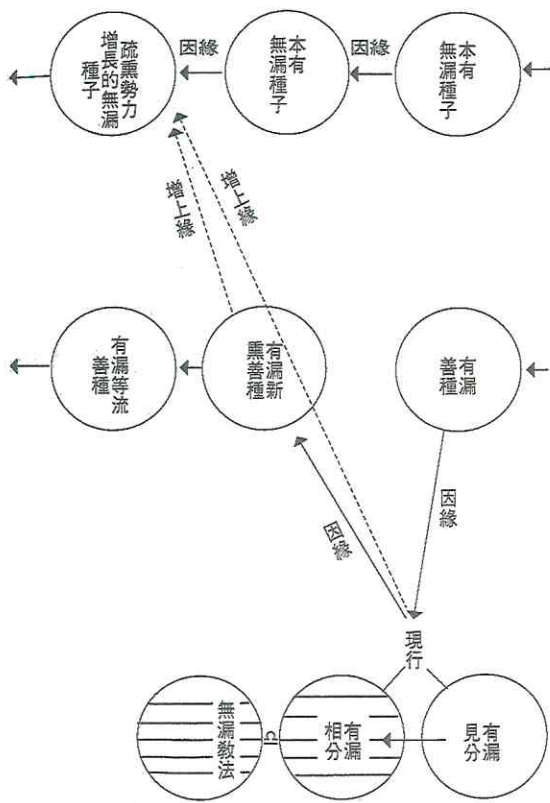 本有
無漏種子
因緣
本有
無漏種子
因緣
疏熏勢力
增長的無漏
種子
增上緣
增上緣
有漏
善種
有漏新
熏善種
有漏等流
善種
因緣
因緣
現行
有漏
見分
有漏
相分
無漏教法